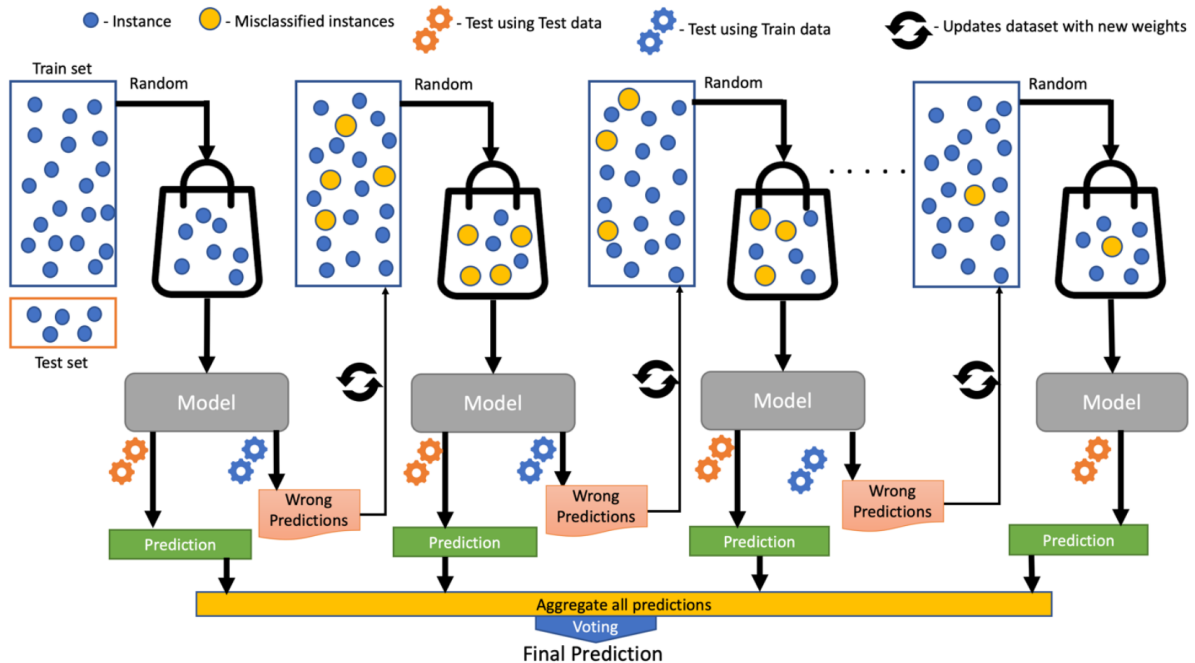 - Instance
- Misclassified instances
- Test using Test data
- Test using Train data
- Updates dataset with new weights
Train set
Random
Random
Random
Random
Test set
Model
Model
Model
Model
Wrong
Predictions
Wrong
Predictions
Wrong
Predictions
Prediction
Prediction
Prediction
Prediction
Aggregate all predictions
Voting
Final Prediction